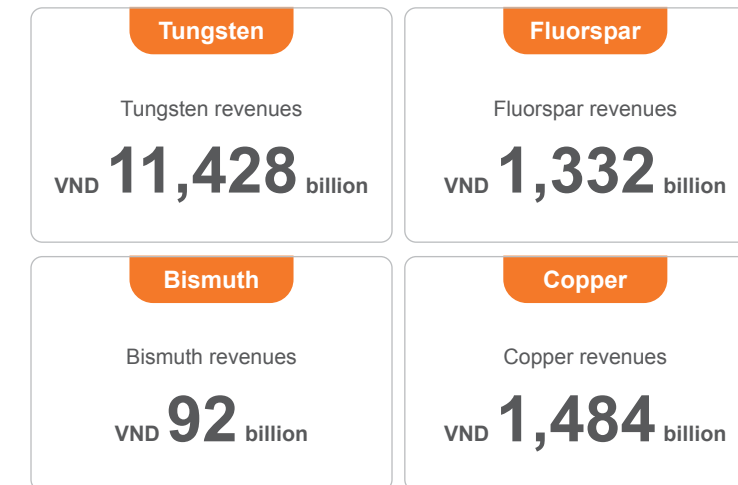 Tungsten
Tungsten revenues
VND 11,428 billion
Fluorspar
Fluorspar revenues
VND 1,332 billion
Bismuth
Bismuth revenues
VND 92 billion
Copper
Copper revenues
VND 1,484 billion